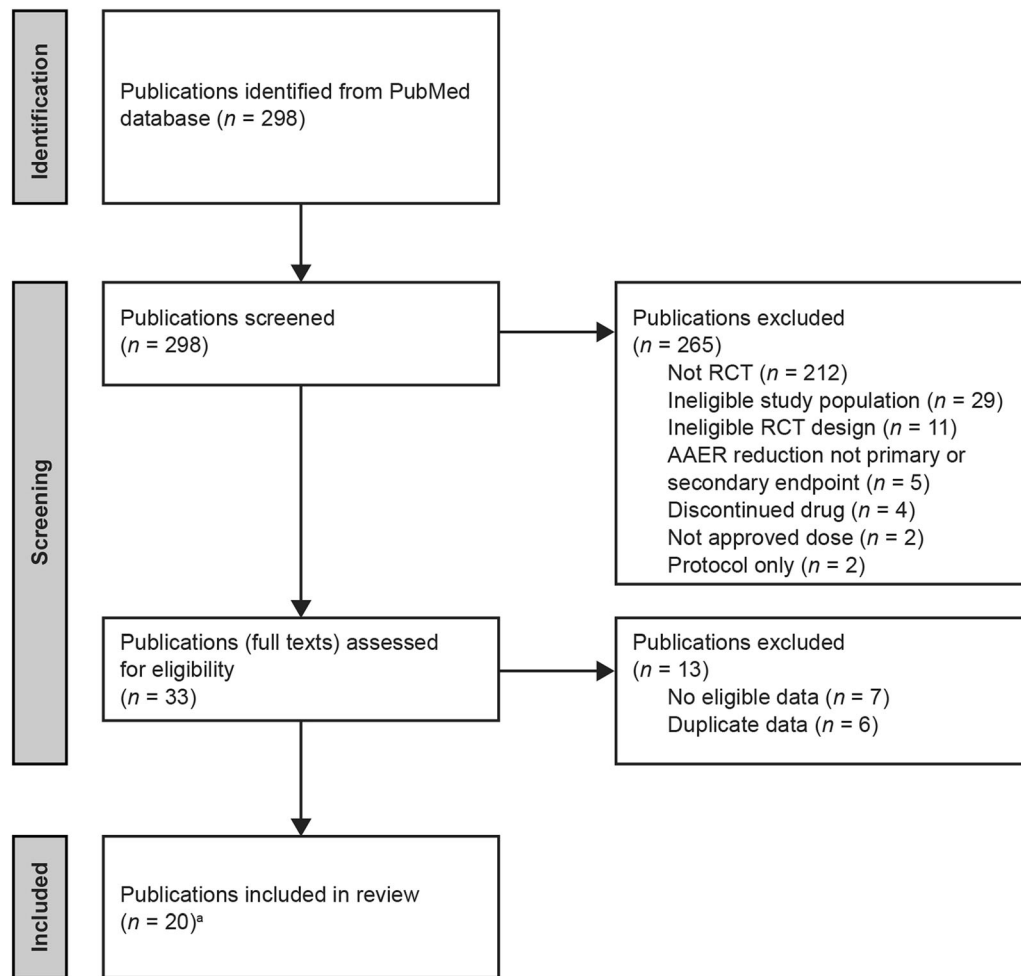 Identification
Publications identified from PubMed
database (n = 298)
Screening
Publications screened
(n = 298)
Publications excluded
(n = 265)
Not RCT (n = 212)
Ineligible study population (n = 29)
Ineligible RCT design (n = 11)
AAER reduction not primary or
secondary endpoint (n = 5)
Discontinued drug (n = 4)
Not approved dose (n = 2)
Protocol only (n = 2)
Publications (full texts) assessed
for eligibility
(n = 33)
Publications excluded
(n = 13)
No eligible data (n = 7)
Duplicate data (n = 6)
Included
Publications included in review
(n = 20)ᵃ